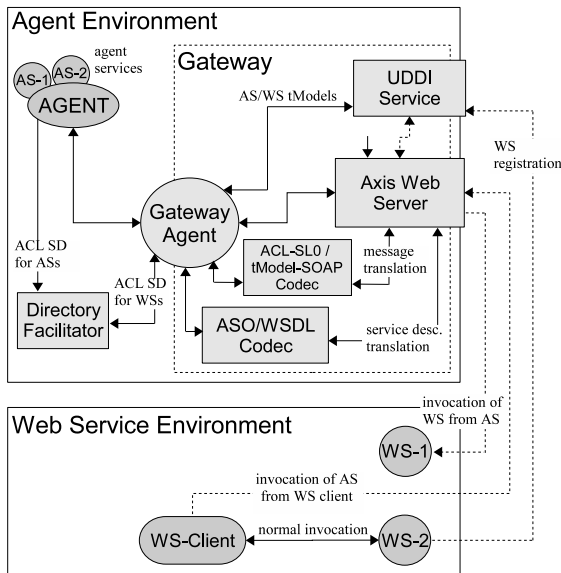 Agent Environment
AS-1
AS-2
agent
services
AGENT
Gateway
AS/WS tModels
UDDI
Service
WS
registration
Axis Web
Server
Gateway
Agent
ACL-SL0 /
tModel-SOAP
Codec
message
translation
ACL SD
for ASs
ACL SD
for WSs
Directory
Facilitator
ASO/WSDL
Codec
service desc.
translation
invocation of
WS from AS
Web Service Environment
WS-1
invocation of AS
from WS client
WS-Client
normal invocation
WS-2